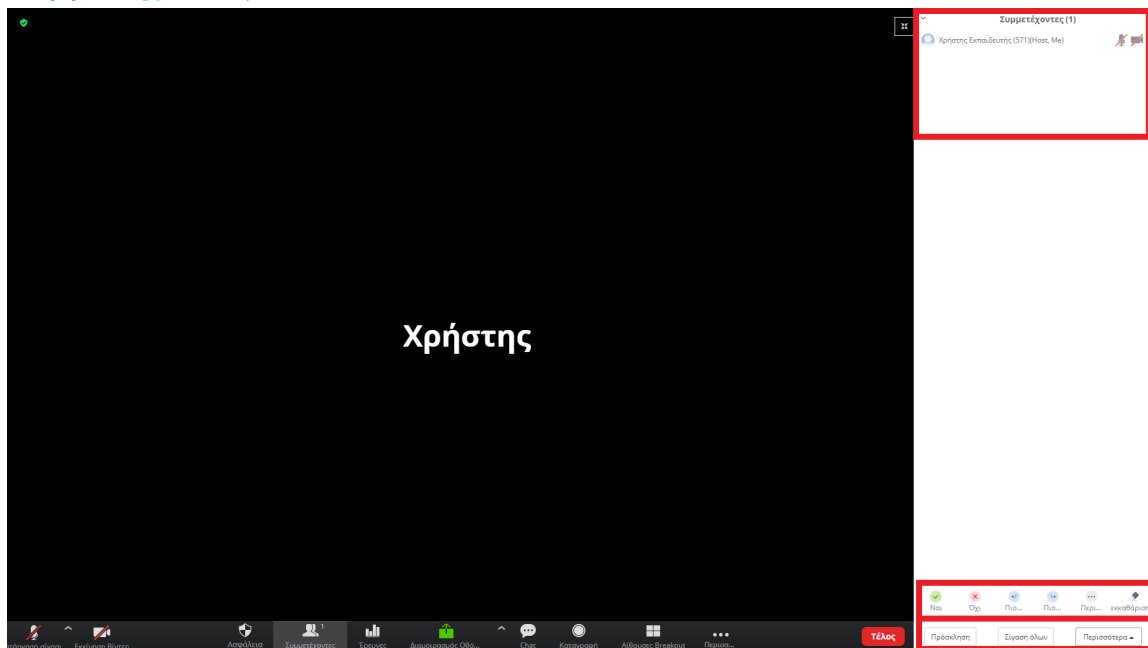 Συμμετέχοντες (1)
Χρήστης Εκπαιδευτής (571)(Host, Me)
Χρήστης
Ναι Όχι Πιο... Πιο... Περι... εκκαθάριση
Πρόσκληση Σίγαση όλων Περισσότερα
1
Εκκίνηση Βίντεο Ασφάλεια Συμμετέχοντες Έρευνες Διαμοιρασμός Οθό... Chat Καταγραφή Αίθουσες Breakout Περισσ... Τέλος